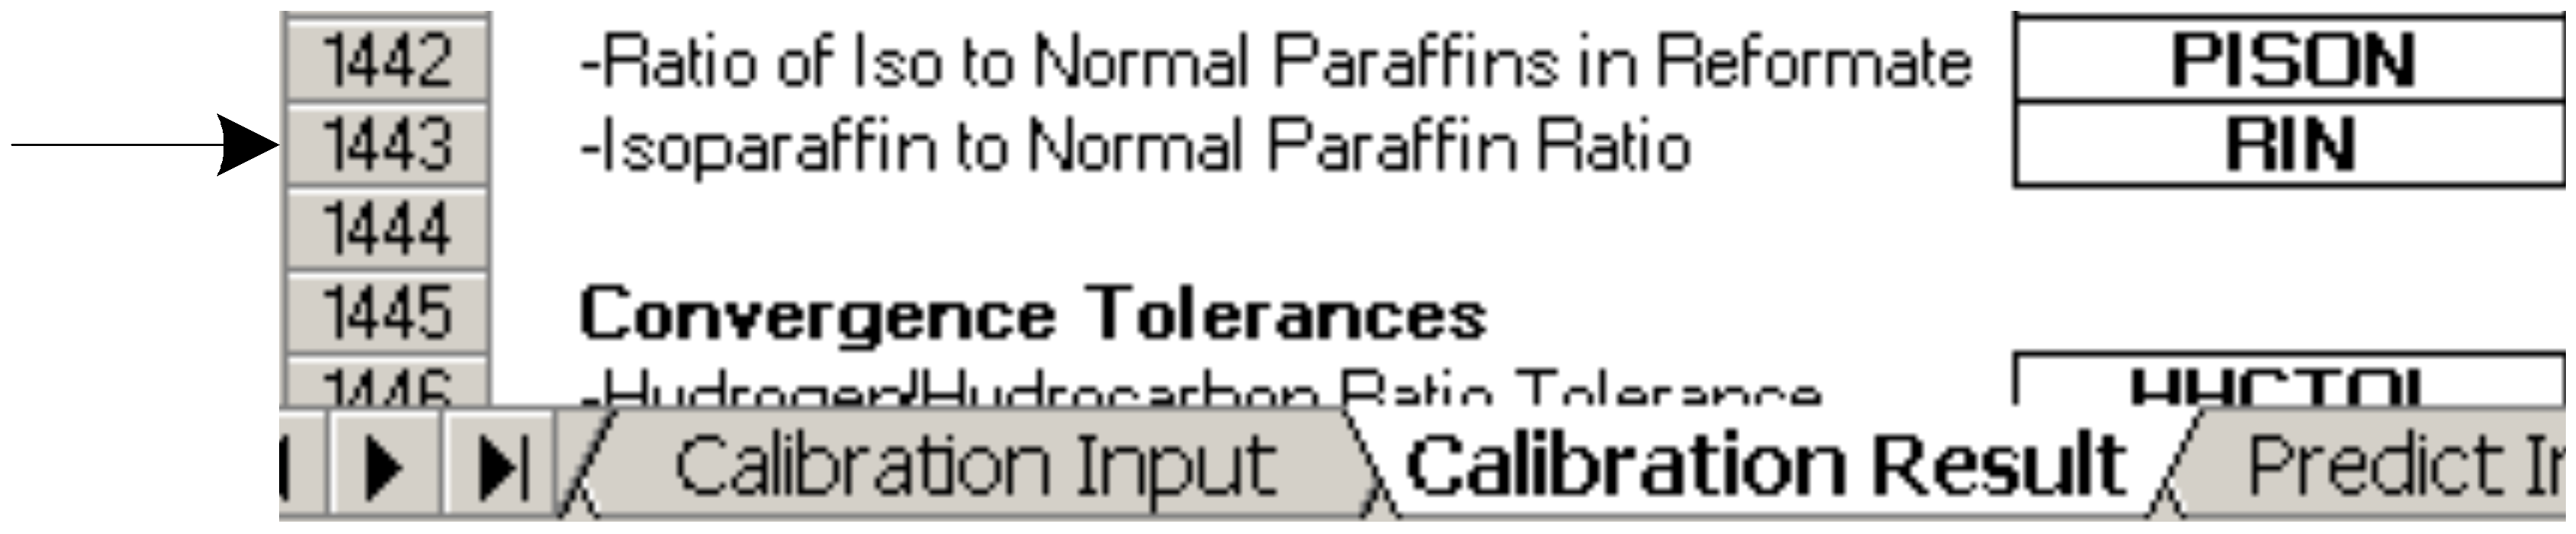 1442 -Ratio of Iso to Normal Paraffins in Reformate PISON
1443 -Isoparaffin to Normal Paraffin Ratio RIN
1444
1445 Convergence Tolerances
1446 -Hydrogen/Hydrocarbon Ratio Tolerance HHCTOL
Calibration Input Calibration Result Predict